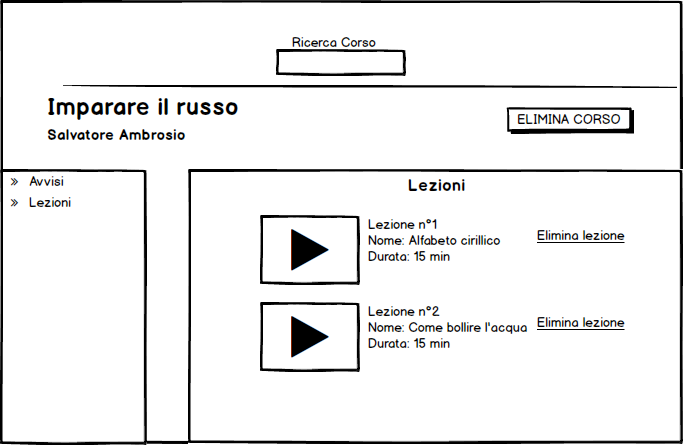 Ricerca Corso
Imparare il russo
Salvatore Ambrosio
ELIMINA CORSO
» Avvisi
» Lezioni
Lezioni
Lezione n°1
Nome: Alfabeto cirillico
Durata: 15 min
Elimina lezione
Lezione n°2
Nome: Come bollire l'acqua
Durata: 15 min
Elimina lezione